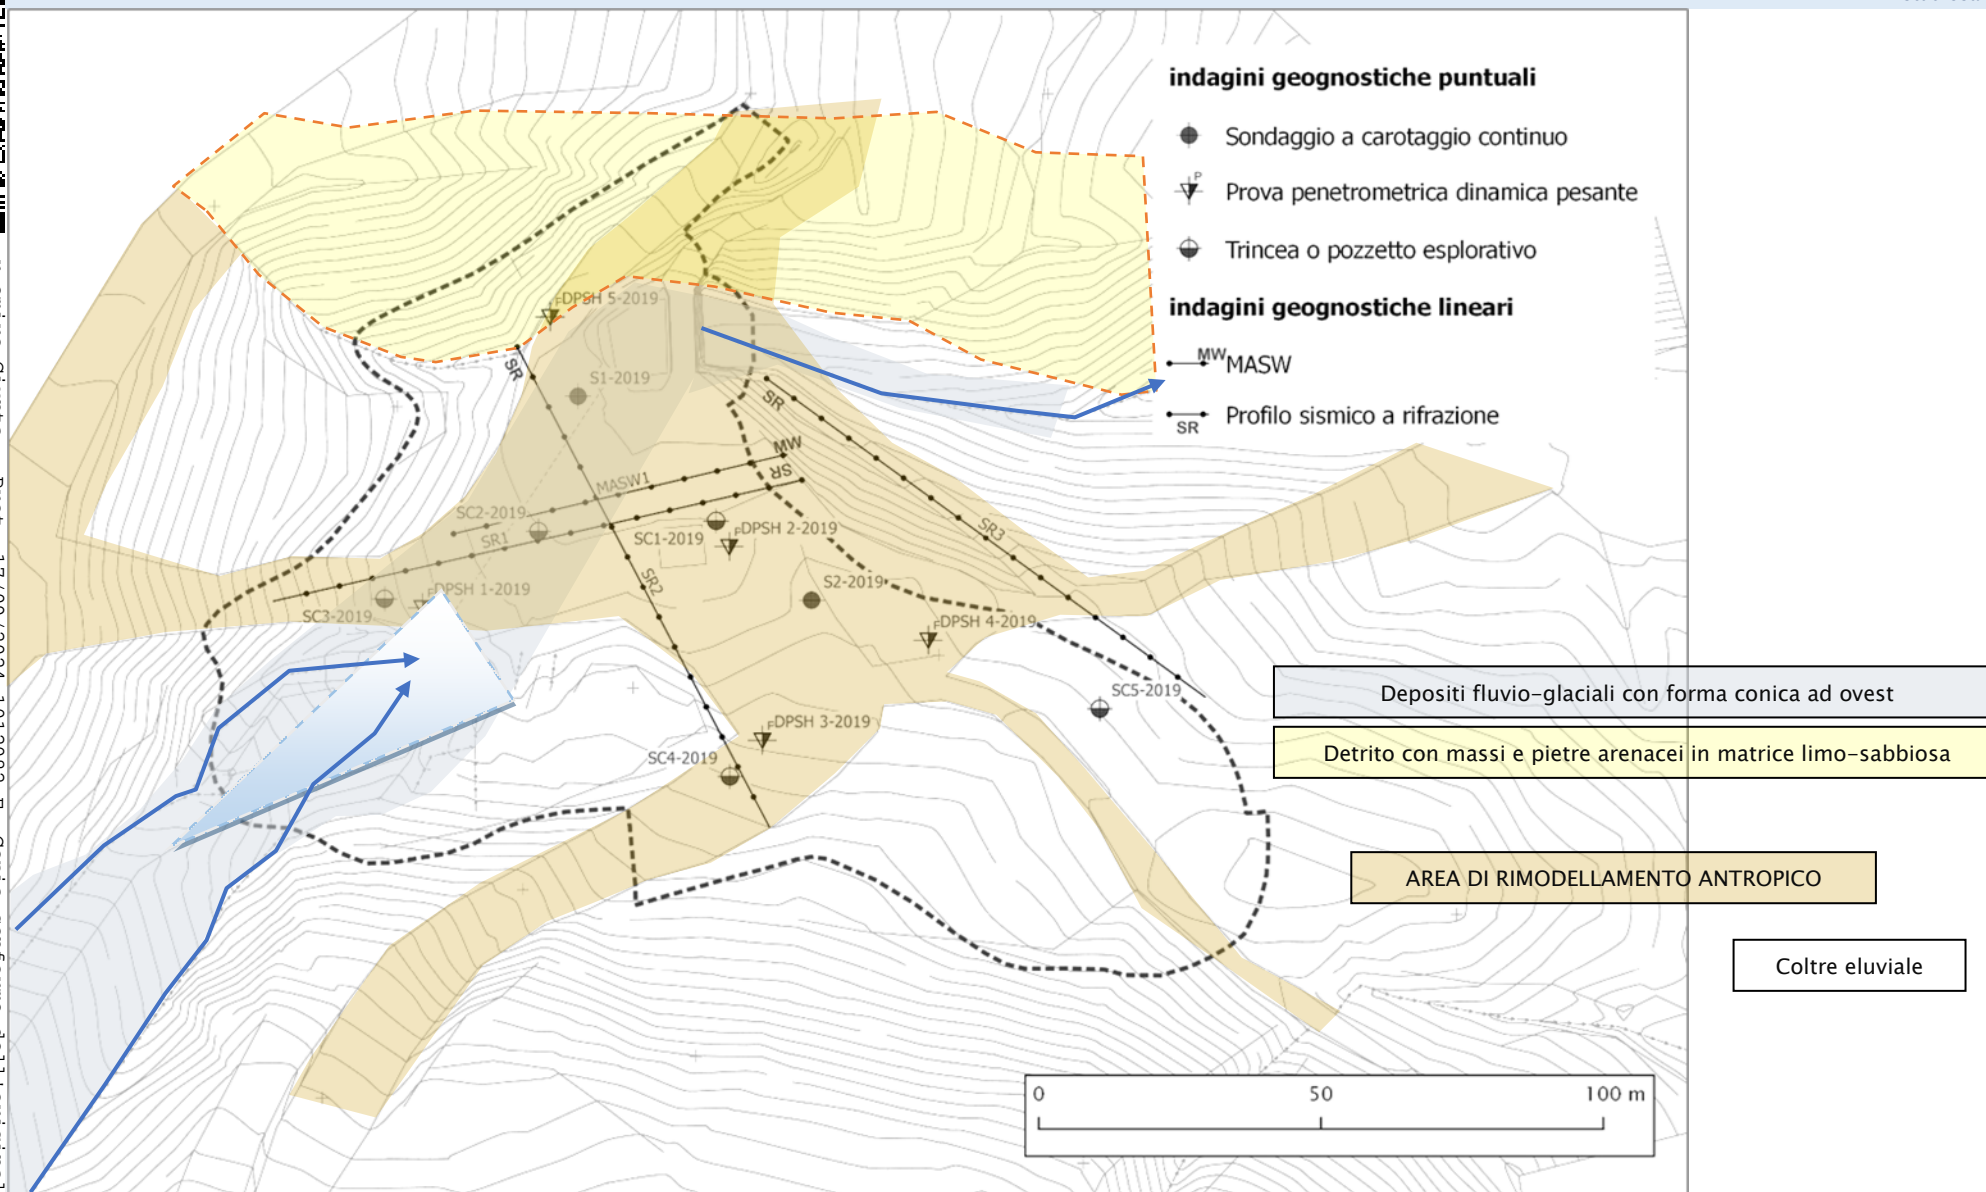 indagini geognostiche puntuali
Sondaggio a carotaggio continuo
P
Prova penetrometrica dinamica pesante
Trincea o pozzetto esplorativo
indagini geognostiche lineari
MW
MASW
SR
Profilo sismico a rifrazione
DPSH 5-2019
SR
S1-2019
SR
MW
SR
MASW1
SC2-2019
SR1
SC1-2019
DPSH 2-2019
SR3
SR2
S2-2019
DPSH 1-2019
SC3-2019
DPSH 4-2019
SC5-2019
DPSH 3-2019
SC4-2019
Depositi fluvio-glaciali con forma conica ad ovest
Detrito con massi e pietre arenacei in matrice limo-sabbiosa
AREA DI RIMODELLAMENTO ANTROPICO
Coltre eluviale
0 50 100 m